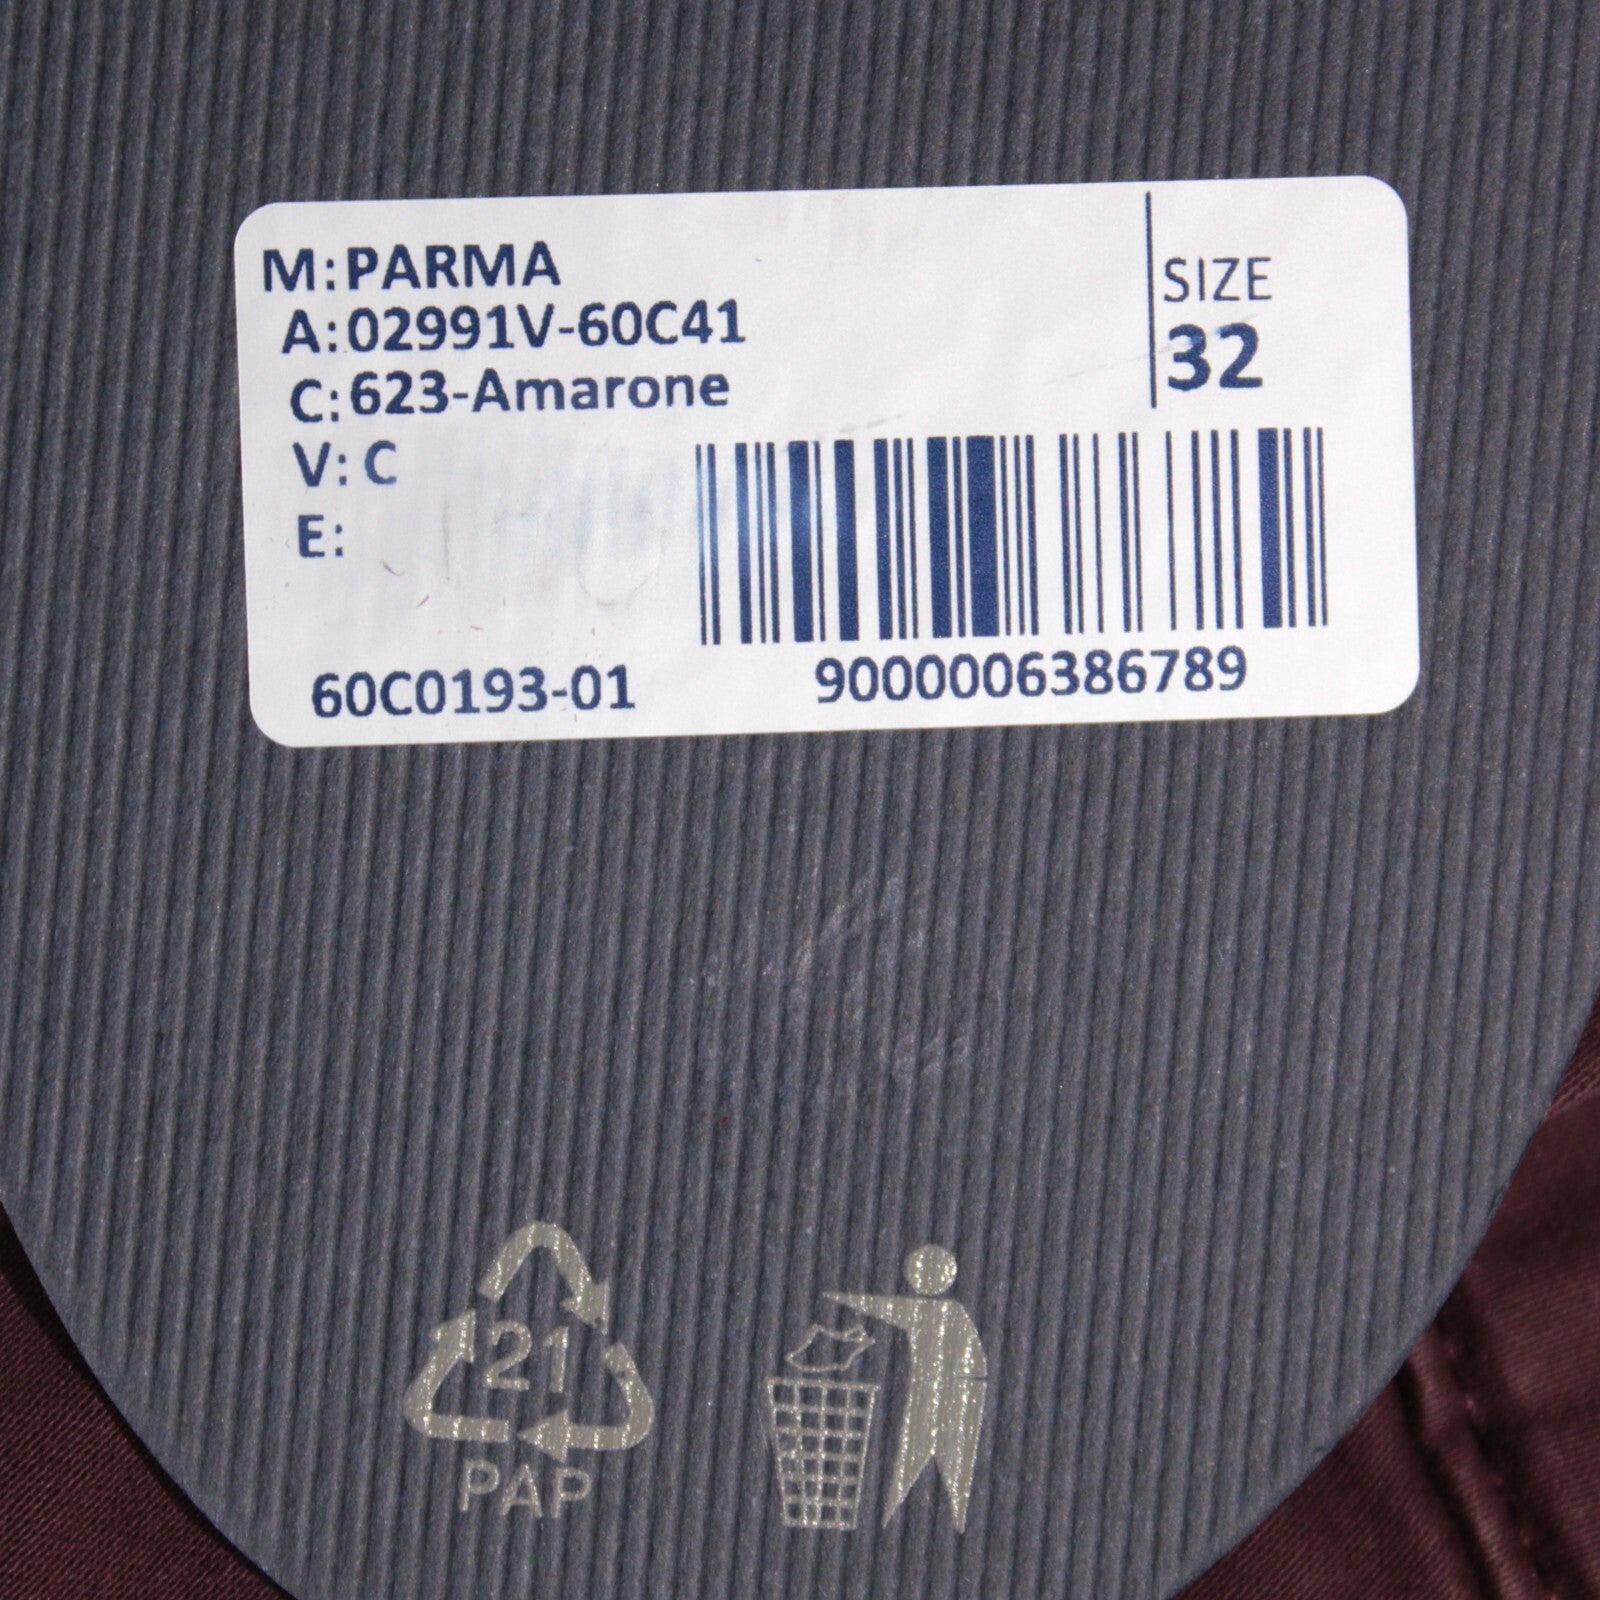 M: PARMA
A: 02991V-60C41
C: 623-Amarone
V: C
E:
SIZE
32
60C0193-01
9000006386789
21
PAP